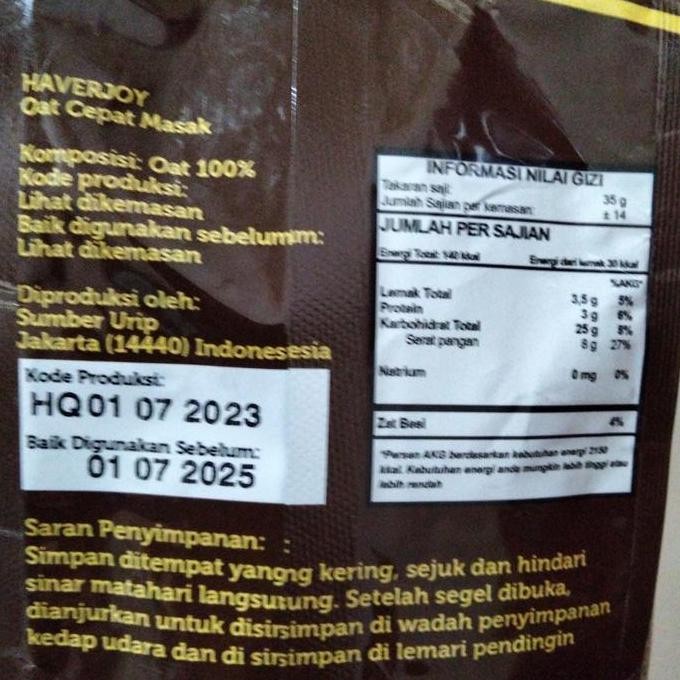 HAVERJOY
Oat Cepat Masak
Komposisi: Oat 100%
Kode produksi:
Lihat dikemasan
Baik digunakan sebelummm:
Lihat dikemasan
Diproduksi oleh:
Sumber Urip
Jakarta (14440) Indonesesia
Kode Produksi:
HQ01 07 2023
Baik Digunakan Sebelum:
01 07 2025
INFORMASI NILAI GIZI
Takaran saji: 35 g
Jumlah Sajian per kemasan: ± 14
JUMLAH PER SAJIAN
Energi Total: 140 kkal Energi dari lemak 30 kkal
%AKG*
Lemak Total 3,5 g 5%
Protein 3 g 6%
Karbohidrat Total 25 g 8%
Serat pangan 8 g 27%
Natrium 0 mg 0%
Zat Besi 4%
*Persen AKG berdasarkan kebutuhan energi 2150
kkal. Kebutuhan energi anda mungkin lebih tinggi atau
lebih rendah
Saran Penyimpanan: :
Simpan ditempat yangng kering, sejuk dan hindari
sinar matahari langsutung. Setelah segel dibuka,
dianjurkan untuk disirsimpan di wadah penyimpanan
kedap udara dan di sirsimpan di lemari pendingin